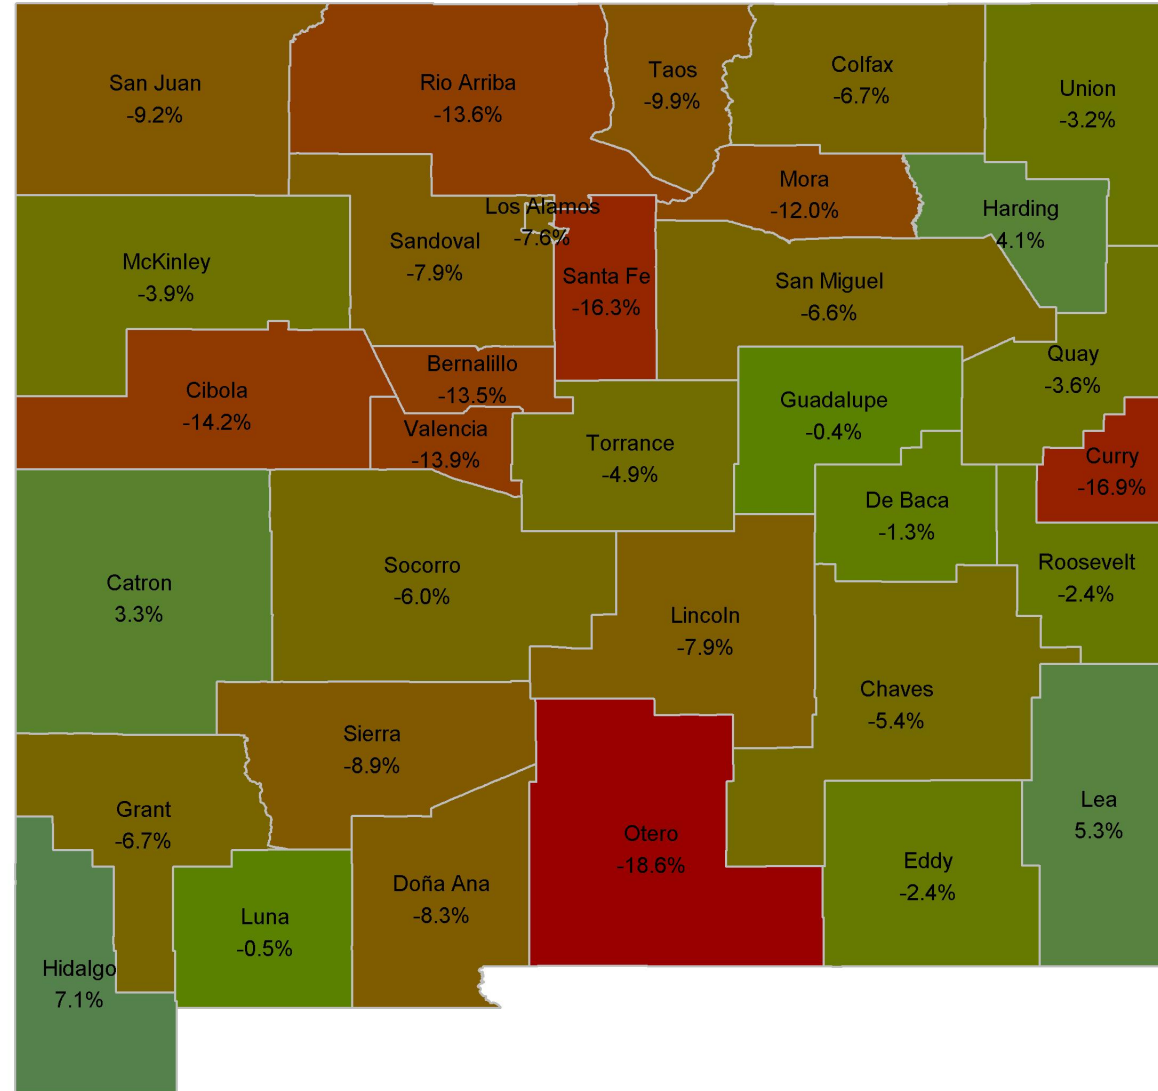 San Juan
-9.2%
Rio Arriba
-13.6%
Taos
-9.9%
Colfax
-6.7%
Union
-3.2%
Mora
-12.0%
Harding
4.1%
Los Alamos
-7.6%
Sandoval
-7.9%
McKinley
-3.9%
Santa Fe
-16.3%
San Miguel
-6.6%
Quay
-3.6%
Bernalillo
-13.5%
Cibola
-14.2%
Guadalupe
-0.4%
Valencia
-13.9%
Torrance
-4.9%
Curry
-16.9%
De Baca
-1.3%
Roosevelt
-2.4%
Catron
3.3%
Socorro
-6.0%
Lincoln
-7.9%
Chaves
-5.4%
Sierra
-8.9%
Grant
-6.7%
Otero
-18.6%
Lea
5.3%
Eddy
-2.4%
Doña Ana
-8.3%
Luna
-0.5%
Hidalgo
7.1%